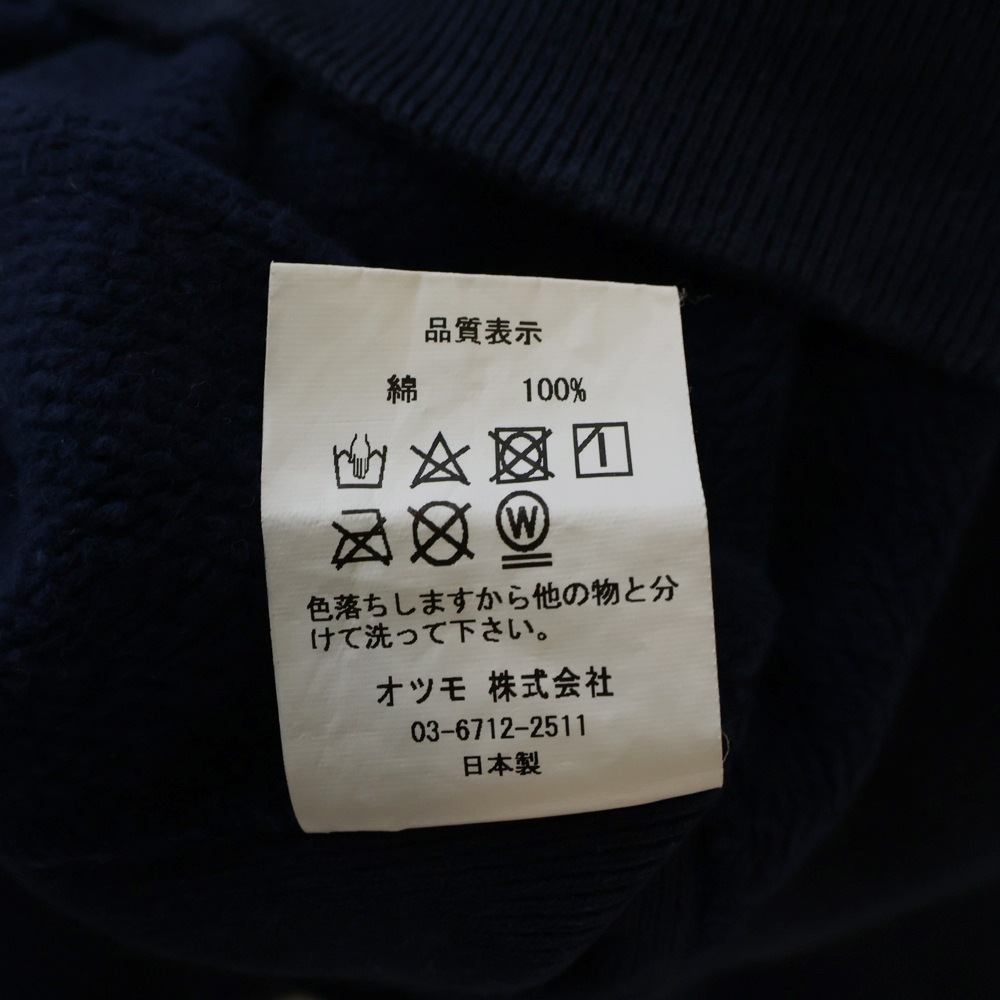 品質表示
綿 100%
W
色落ちしますから他の物と分
けて洗って下さい。
オツモ 株式会社
03-6712-2511
日本製